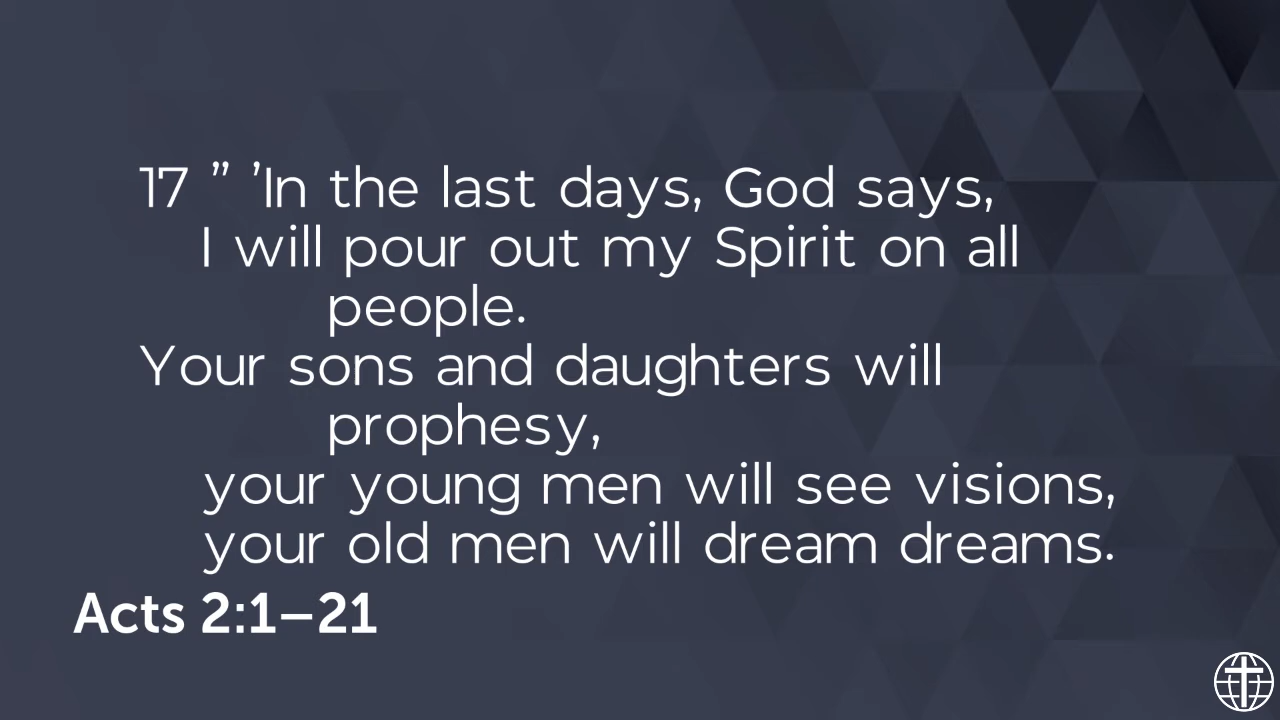 17 ” ’In the last days, God says,
I will pour out my Spirit on all
people.
Your sons and daughters will
prophesy,
your young men will see visions,
your old men will dream dreams.
Acts 2:1–21